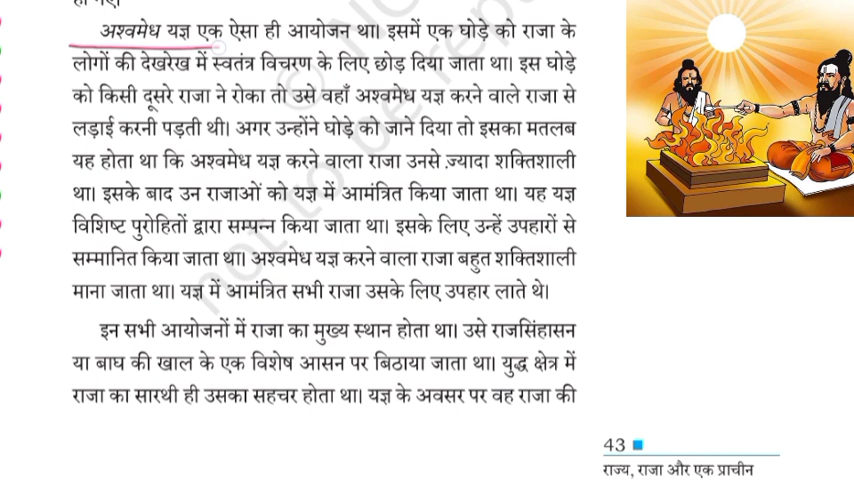 अश्वमेध यज्ञ एक ऐसा ही आयोजन था। इसमें एक घोड़े को राजा के
लोगों की देखरेख में स्वतंत्र विचरण के लिए छोड़ दिया जाता था। इस घोड़े
को किसी दूसरे राजा ने रोका तो उसे वहाँ अश्वमेध यज्ञ करने वाले राजा से
लड़ाई करनी पड़ती थी। अगर उन्होंने घोड़े को जाने दिया तो इसका मतलब
यह होता था कि अश्वमेध यज्ञ करने वाला राजा उनसे ज़्यादा शक्तिशाली
था। इसके बाद उन राजाओं को यज्ञ में आमंत्रित किया जाता था। यह यज्ञ
विशिष्ट पुरोहितों द्वारा सम्पन्न किया जाता था। इसके लिए उन्हें उपहारों से
सम्मानित किया जाता था। अश्वमेध यज्ञ करने वाला राजा बहुत शक्तिशाली
माना जाता था। यज्ञ में आमंत्रित सभी राजा उसके लिए उपहार लाते थे।
इन सभी आयोजनों में राजा का मुख्य स्थान होता था। उसे राजसिंहासन
या बाघ की खाल के एक विशेष आसन पर बिठाया जाता था। युद्ध क्षेत्र में
राजा का सारथी ही उसका सहचर होता था। यज्ञ के अवसर पर वह राजा की
43
राज्य, राजा और एक प्राचीन